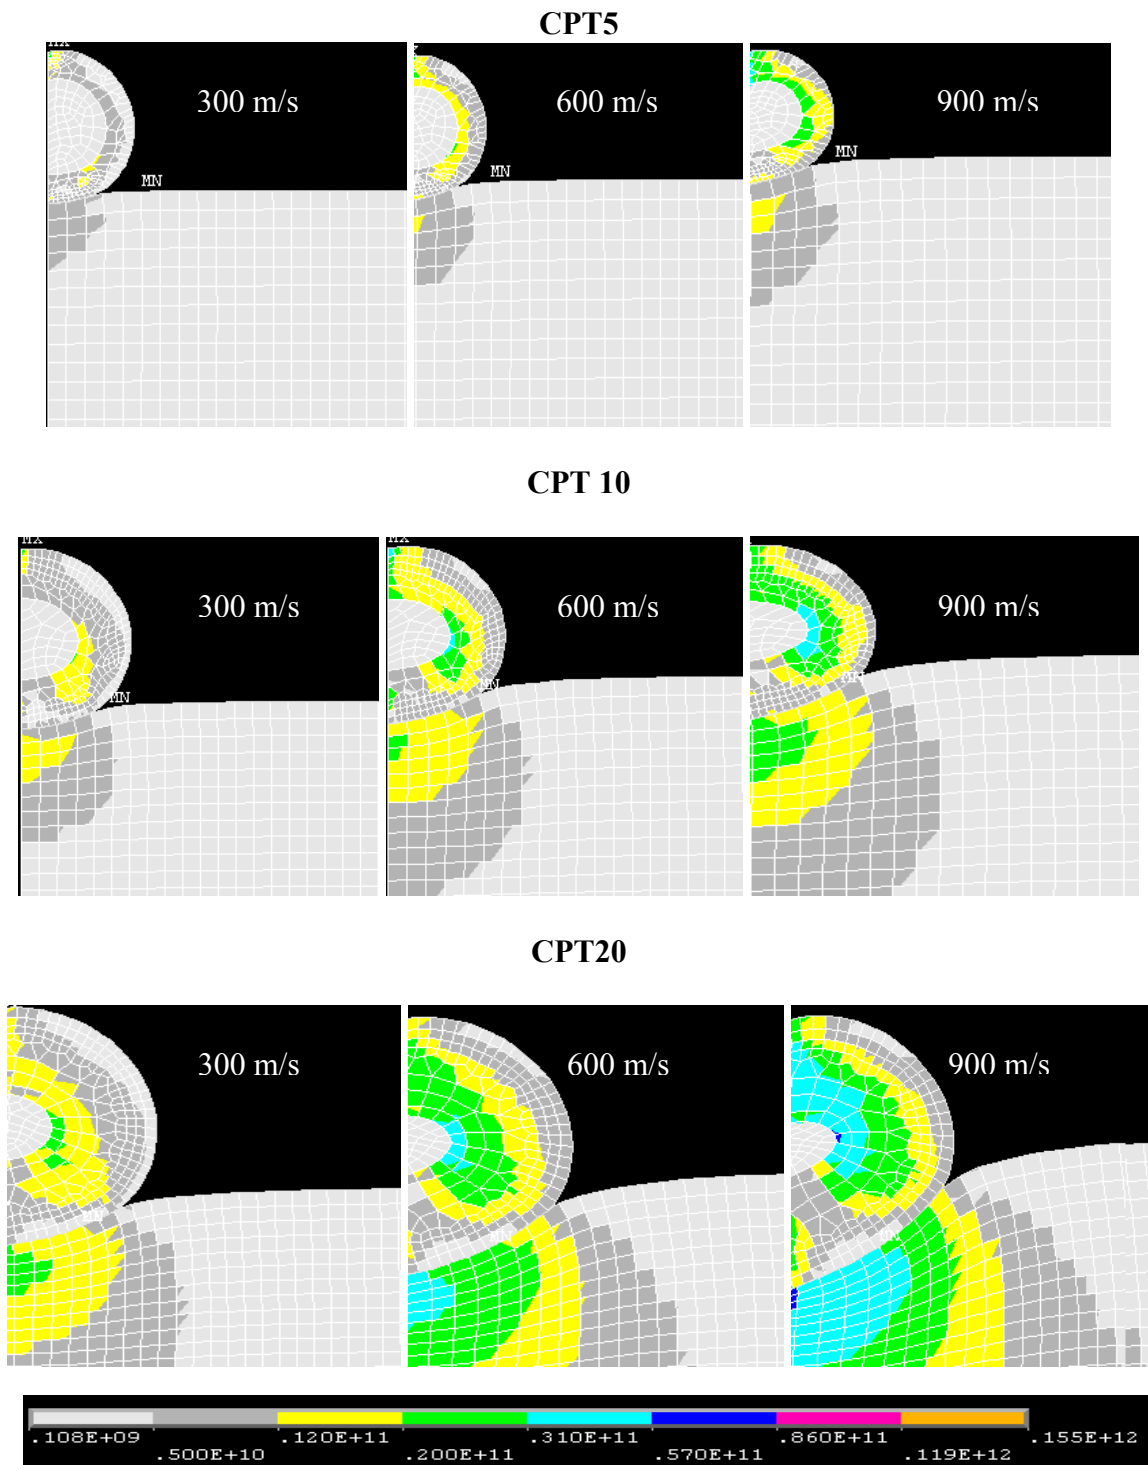 CPT5
MX
300 m/s
600 m/s
900 m/s
MN
MN
MN
CPT 10
MX
MX
300 m/s
600 m/s
900 m/s
MN
MN
CPT20
300 m/s
600 m/s
900 m/s
.108E+09
.120E+11
.310E+11
.860E+11
.155E+12
.500E+10
.200E+11
.570E+11
.119E+12